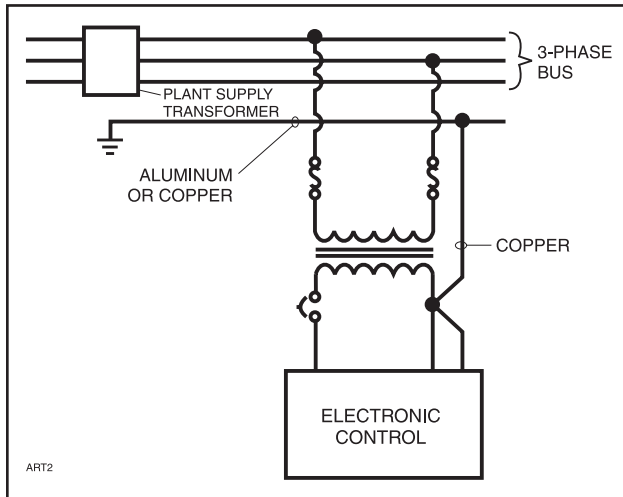 3-PHASE
BUS
PLANT SUPPLY
TRANSFORMER
ALUMINUM
OR COPPER
COPPER
ELECTRONIC
CONTROL
ART2